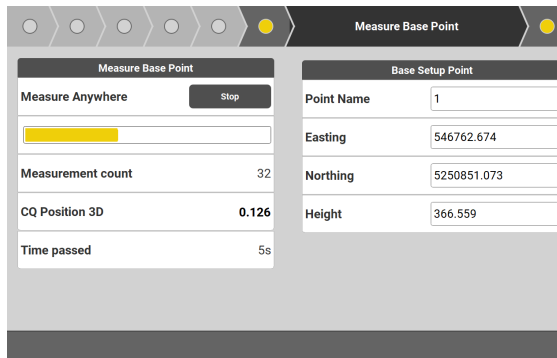 Measure Base Point
Measure Base Point
Measure Anywhere
Stop
Measurement count
32
CQ Position 3D
0.126
Time passed
5s
Base Setup Point
Point Name
1
Easting
546762.674
Northing
5250851.073
Height
366.559